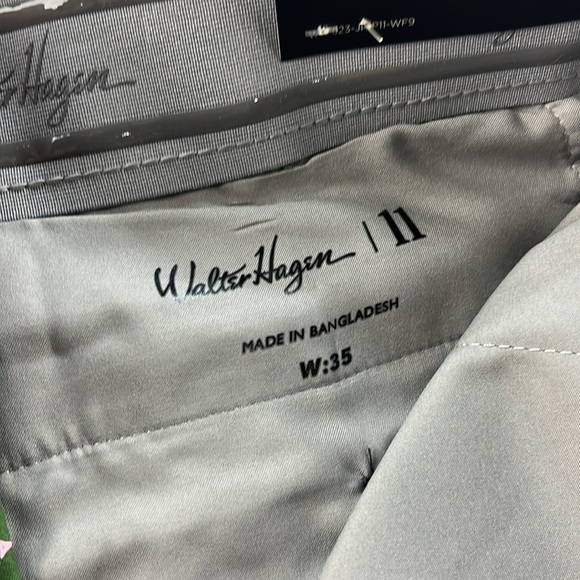 Hagen
Walter Hagen | 11
MADE IN BANGLADESH
W:35